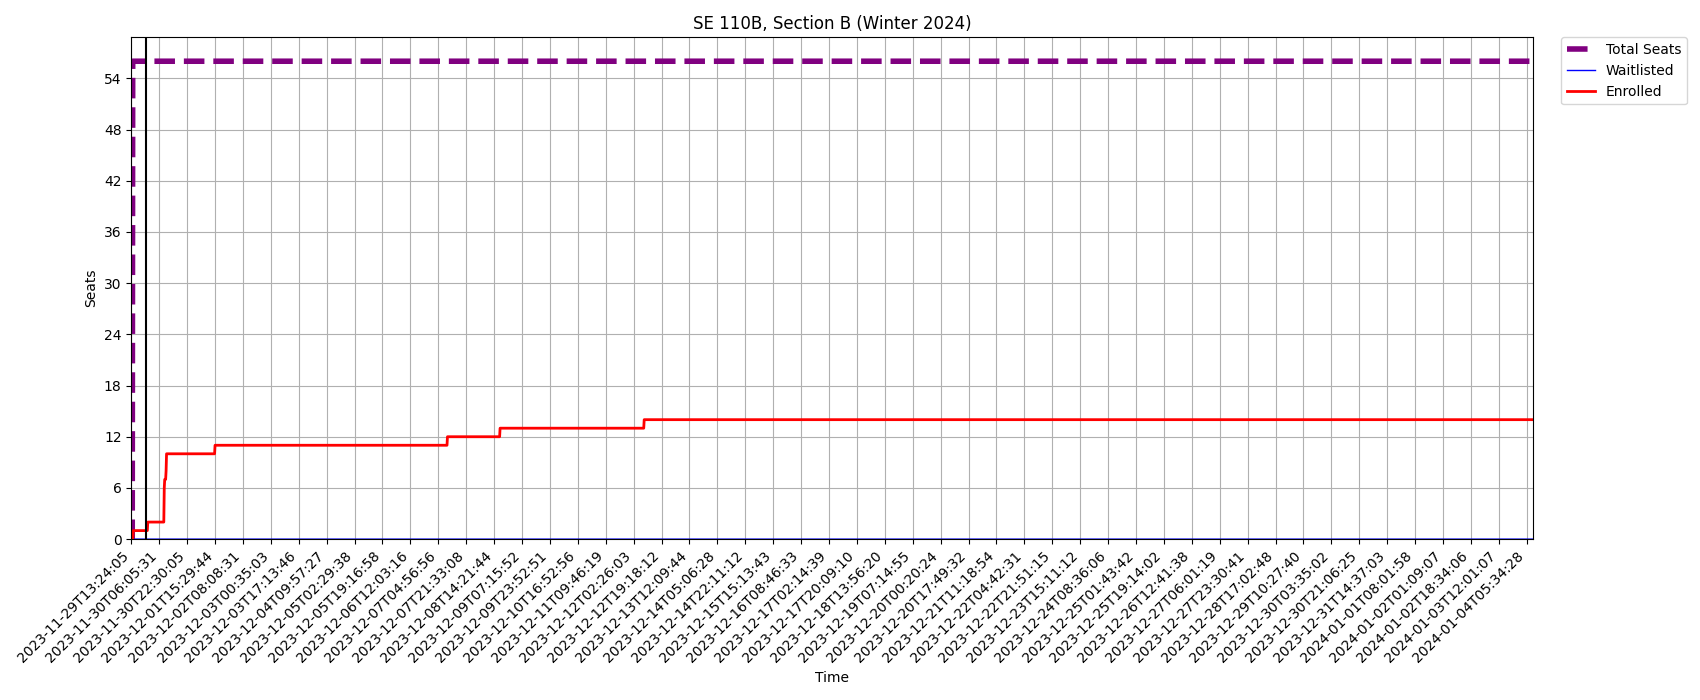 SE 110B, Section B (Winter 2024)
Total Seats
Waitlisted
Enrolled
Seats
54
48
42
36
30
24
18
12
6
0
2023-11-29T13:24:05
2023-11-30T06:05:31
2023-11-30T22:30:05
2023-12-01T15:29:44
2023-12-02T08:08:31
2023-12-03T00:35:03
2023-12-03T17:13:46
2023-12-04T09:57:27
2023-12-05T02:29:38
2023-12-05T19:16:58
2023-12-06T12:03:16
2023-12-07T04:56:56
2023-12-07T21:33:08
2023-12-08T14:21:44
2023-12-09T07:15:52
2023-12-09T23:52:51
2023-12-10T16:52:56
2023-12-11T09:46:19
2023-12-12T02:26:03
2023-12-12T19:18:12
2023-12-13T12:09:44
2023-12-14T05:06:28
2023-12-14T22:11:12
2023-12-15T15:13:43
2023-12-16T08:46:33
2023-12-17T02:14:39
2023-12-17T20:09:10
2023-12-18T13:56:20
2023-12-19T07:14:55
2023-12-20T00:20:24
2023-12-20T17:49:32
2023-12-21T11:18:54
2023-12-22T04:42:31
2023-12-22T21:51:15
2023-12-23T15:11:12
2023-12-24T08:36:06
2023-12-25T01:43:42
2023-12-25T19:14:02
2023-12-26T12:41:38
2023-12-27T06:01:19
2023-12-27T23:30:41
2023-12-28T17:02:48
2023-12-29T10:27:40
2023-12-30T03:35:02
2023-12-30T21:06:25
2023-12-31T14:37:03
2024-01-01T08:01:58
2024-01-02T01:09:07
2024-01-02T18:34:06
2024-01-03T12:01:07
2024-01-04T05:34:28
Time